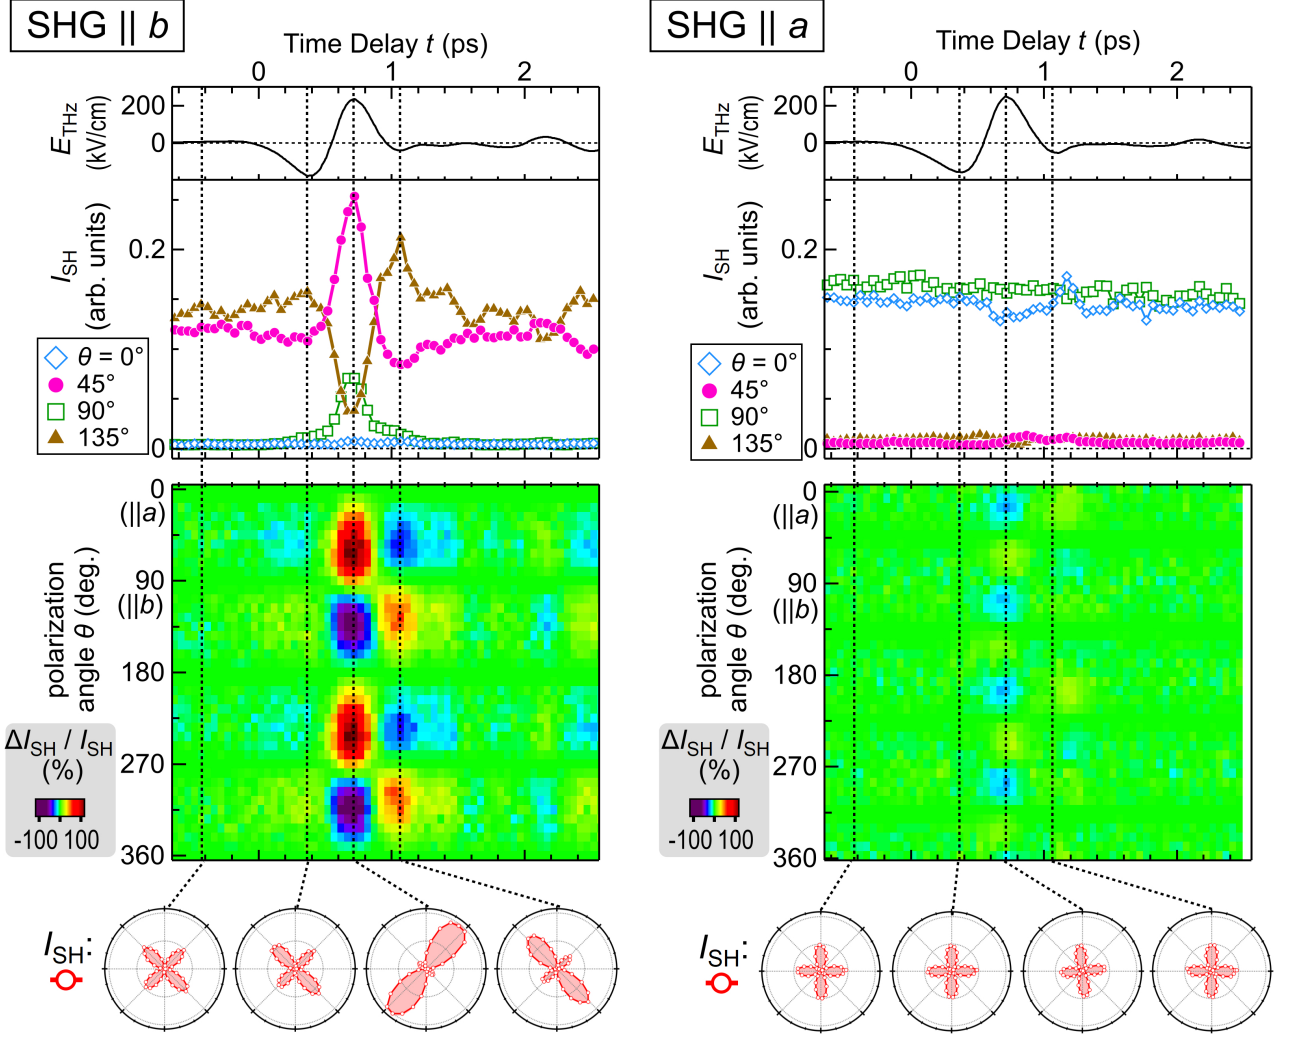 SHG || b
Time Delay t (ps)
0 1 2
200
0
E_THz
(kV/cm)
0.2
0
I_SH
(arb. units)
θ = 0°
45°
90°
135°
0
(||a)
90
(||b)
180
270
360
polarization
angle θ (deg.)
ΔI_SH / I_SH
(%)
-100 100
I_SH:
SHG || a
Time Delay t (ps)
0 1 2
200
0
E_THz
(kV/cm)
0.2
0
I_SH
(arb. units)
θ = 0°
45°
90°
135°
0
(||a)
90
(||b)
180
270
360
polarization
angle θ (deg.)
ΔI_SH / I_SH
(%)
-100 100
I_SH: